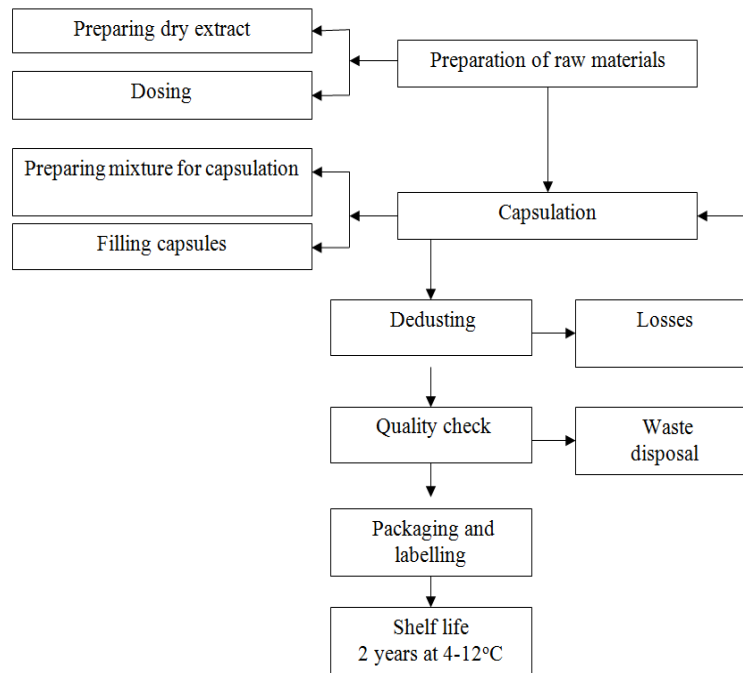 Preparing dry extract
Preparation of raw materials
Dosing
Preparing mixture for capsulation
Capsulation
Filling capsules
Dedusting
Losses
Quality check
Waste
disposal
Packaging and
labelling
Shelf life
2 years at 4-12°C